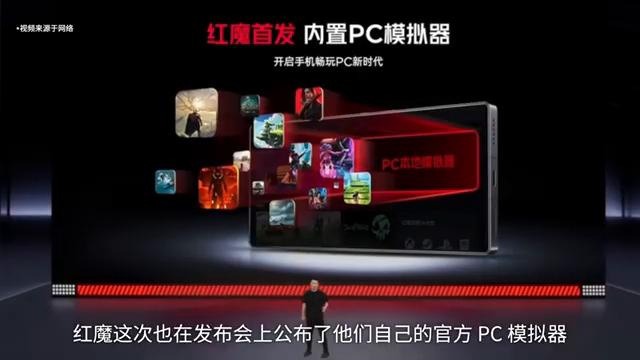 •视频来源于网络
红魔首发 内置PC模拟器
开启手机畅玩PC新时代
PC本地模拟器
红魔这次也在发布会上公布了他们自己的官方 PC 模拟器